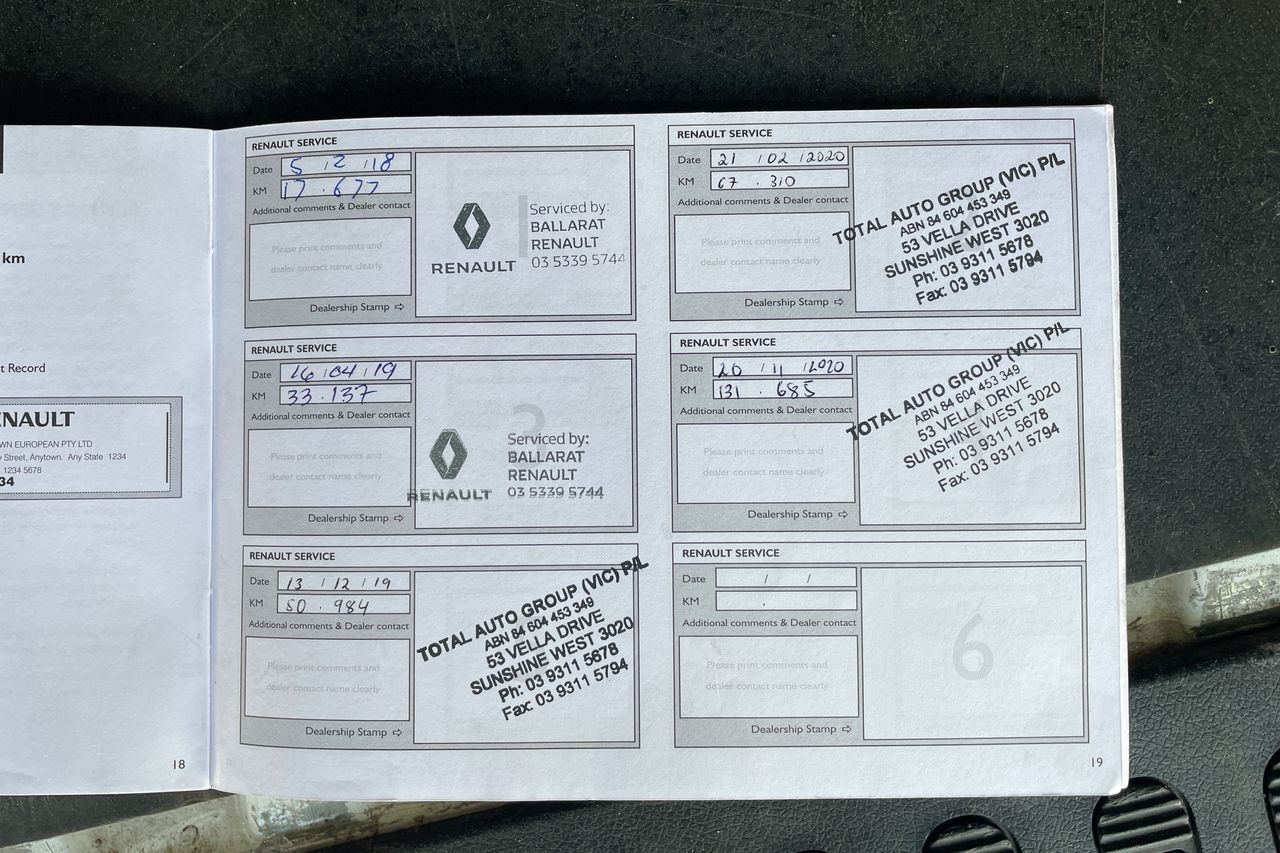 km
t Record
ENAULT
WN EUROPEAN PTY LTD
Street, Anytown. Any State 1234
1234 5678
34
18
RENAULT SERVICE
Date 5 / 2 / 18
KM 17 . 677
Additional comments & Dealer contact
Please print comments and
dealer contact name clearly
Dealership Stamp ⇨
RENAULT
Serviced by:
BALLARAT
RENAULT
03 5339 5744
RENAULT SERVICE
Date 16 / 04 / 19
KM 33 . 137
Additional comments & Dealer contact
Please print comments and
dealer contact name clearly
Dealership Stamp ⇨
2
RENAULT
Serviced by:
BALLARAT
RENAULT
03 5339 5744
RENAULT SERVICE
Date 13 / 12 / 19
KM 50 . 984
Additional comments & Dealer contact
Please print comments and
dealer contact name clearly
Dealership Stamp ⇨
TOTAL AUTO GROUP (VIC) P/L
ABN 84 604 453 349
53 VELLA DRIVE
SUNSHINE WEST 3020
Ph: 03 9311 5678
Fax: 03 9311 5794
RENAULT SERVICE
Date 21 / 02 / 2020
KM 67 . 310
Additional comments & Dealer contact
Please print comments and
dealer contact name clearly
Dealership Stamp ⇨
TOTAL AUTO GROUP (VIC) P/L
ABN 84 604 453 349
53 VELLA DRIVE
SUNSHINE WEST 3020
Ph: 03 9311 5678
Fax: 03 9311 5794
RENAULT SERVICE
Date 20 / 11 / 2020
KM 131 . 685
Additional comments & Dealer contact
Please print comments and
dealer contact name clearly
Dealership Stamp ⇨
TOTAL AUTO GROUP (VIC) P/L
ABN 84 604 453 349
53 VELLA DRIVE
SUNSHINE WEST 3020
Ph: 03 9311 5678
Fax: 03 9311 5794
RENAULT SERVICE
Date / /
KM .
Additional comments & Dealer contact
Please print comments and
dealer contact name clearly
Dealership Stamp ⇨
6
19